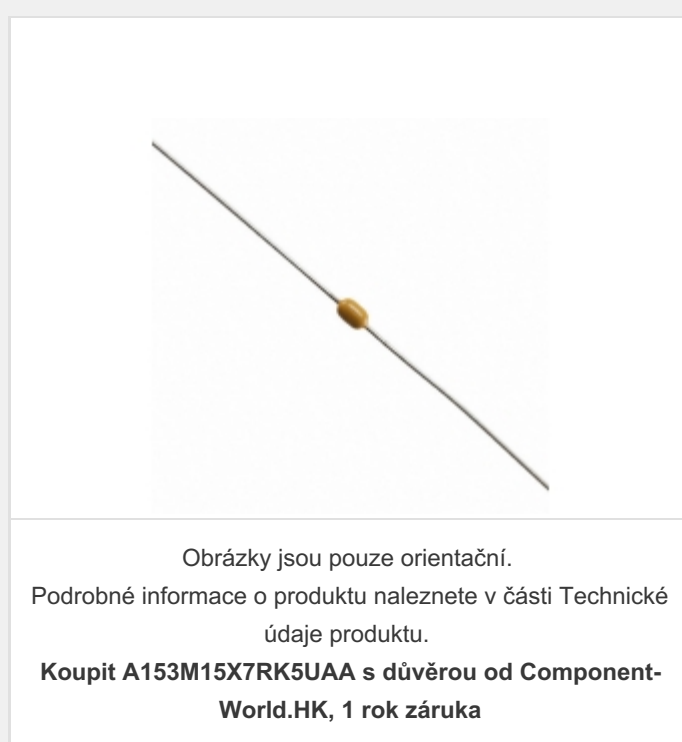 Obrázky jsou pouze orientační.
Podrobné informace o produktu naleznete v části Technické
údaje produktu.
Koupit A153M15X7RK5UAA s důvěrou od Component-
World.HK, 1 rok záruka